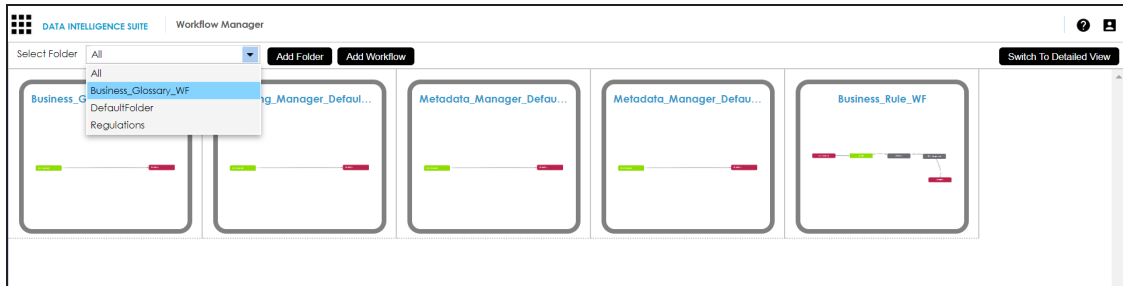 DATA INTELLIGENCE SUITE Workflow Manager
Select Folder All Add Folder Add Workflow Switch To Detailed View
All
Business_Glossary_WF
DefaultFolder
Regulations
Business_G ng_Manager_Defaul... Metadata_Manager_Defau... Metadata_Manager_Defau... Business_Rule_WF